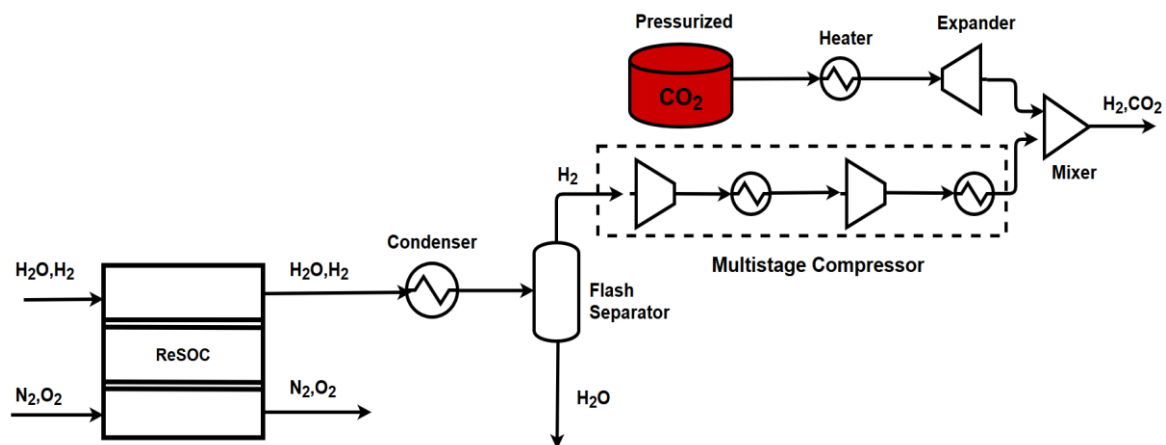 Pressurized
CO₂
Heater
Expander
H₂,CO₂
Mixer
H₂
Multistage Compressor
Condenser
Flash
Separator
H₂O,H₂
H₂O,H₂
ReSOC
N₂,O₂
N₂,O₂
H₂O